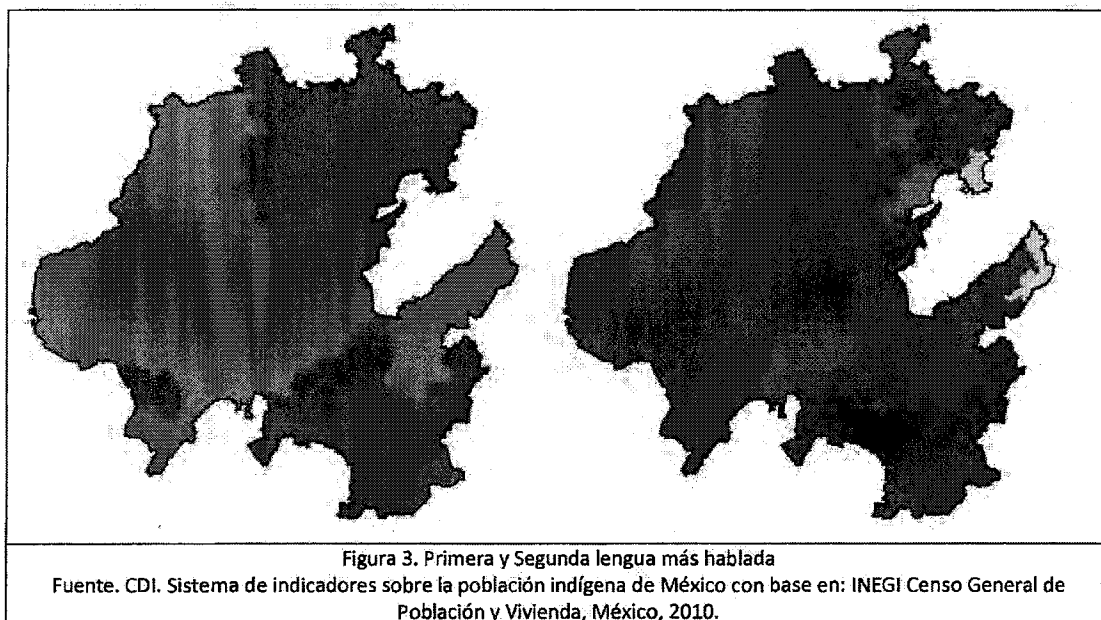 Figura 3. Primera y Segunda lengua más hablada
Fuente. CDI. Sistema de indicadores sobre la población indígena de México con base en: INEGI Censo General de
Población y Vivienda, México, 2010.